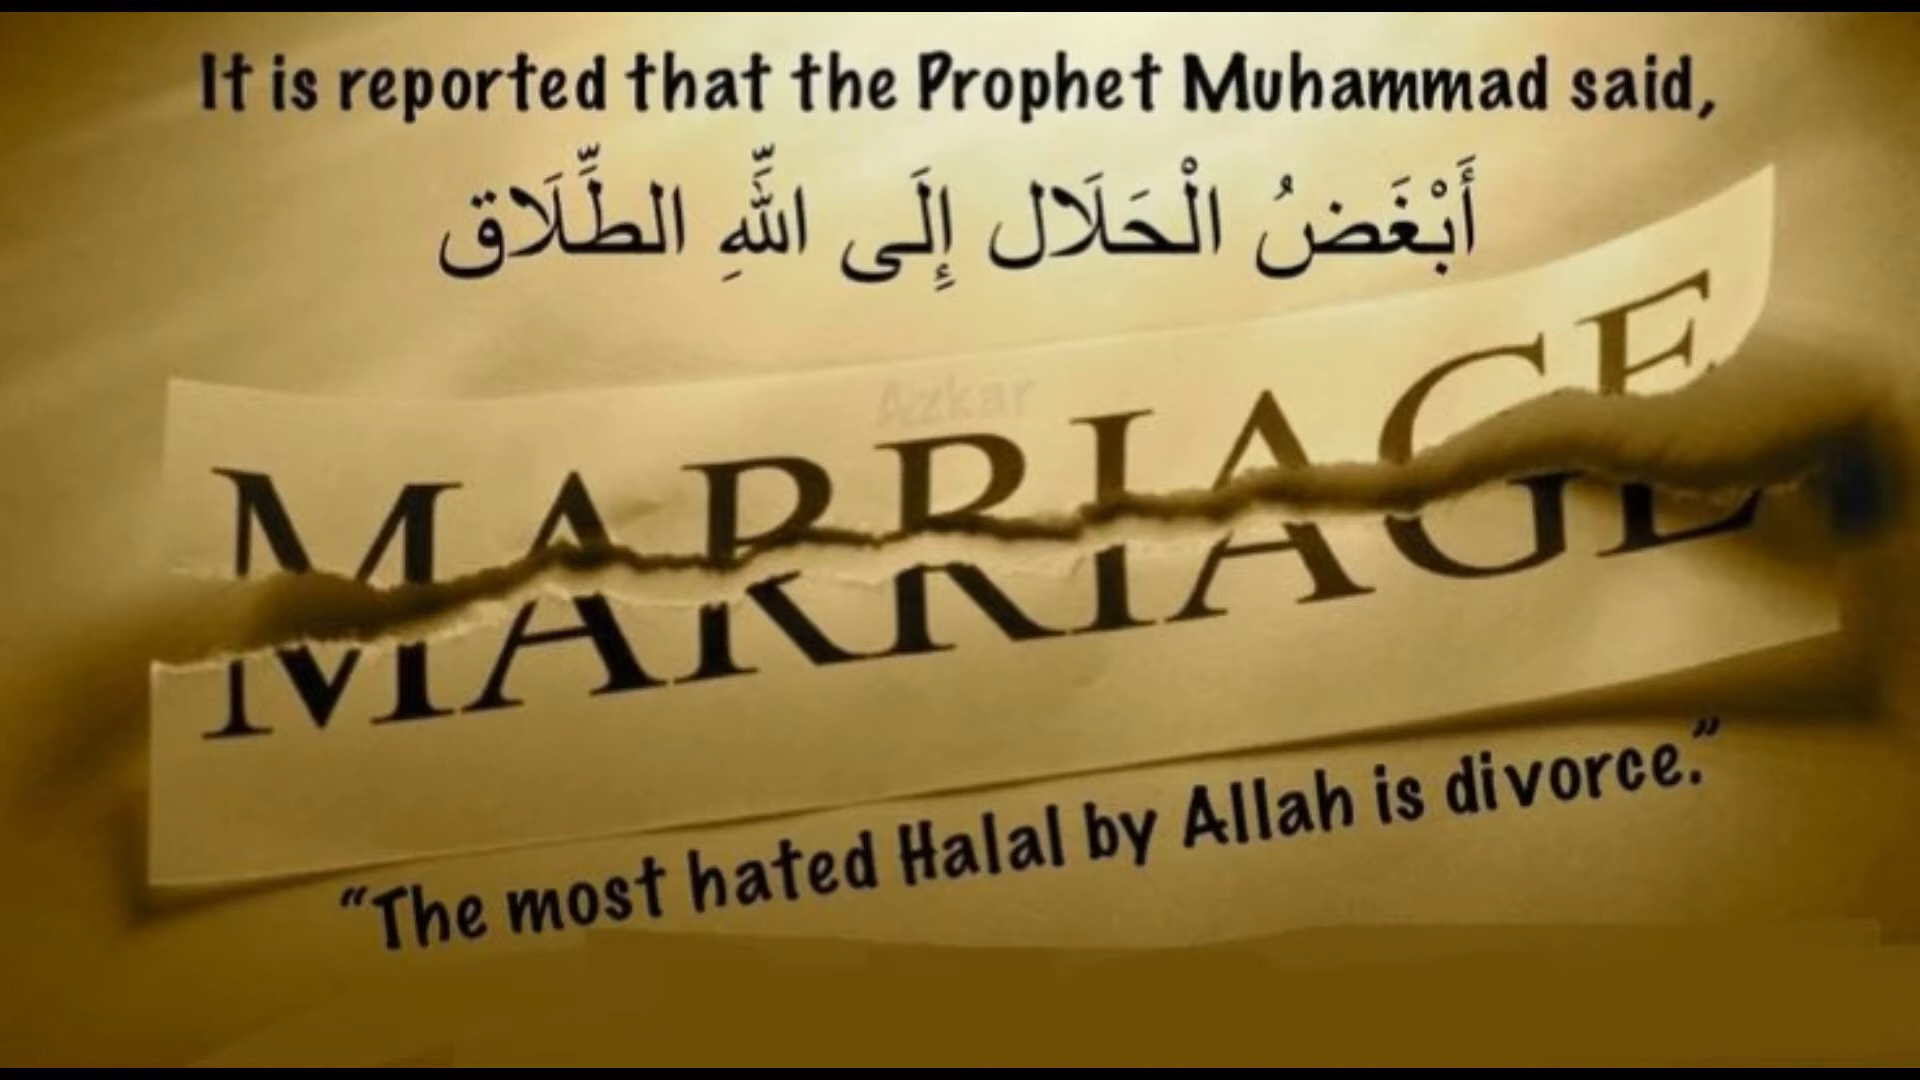 It is reported that the Prophet Muhammad said,
أَبْغَضُ الْحَلَال إِلَى اللَّهِ الطَّلَاق
Azkar
MARRIAGE
“The most hated Halal by Allah is divorce.”